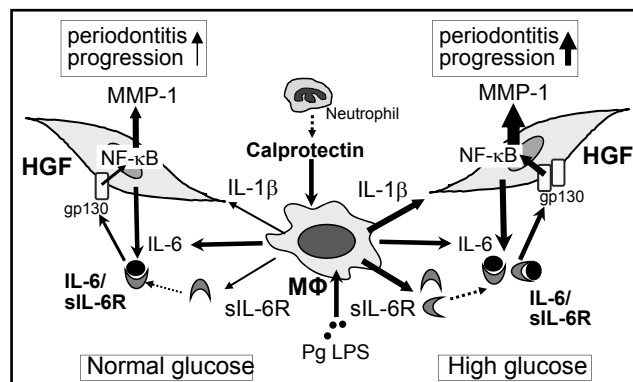 periodontitis
progression
MMP-1
HGF
NF-κB
gp130
IL-1β
IL-6
IL-6/
sIL-6R
sIL-6R
Normal glucose
Neutrophil
Calprotectin
MΦ
Pg LPS
periodontitis
progression
MMP-1
HGF
NF-κB
gp130
IL-1β
IL-6
sIL-6R
IL-6/
sIL-6R
High glucose